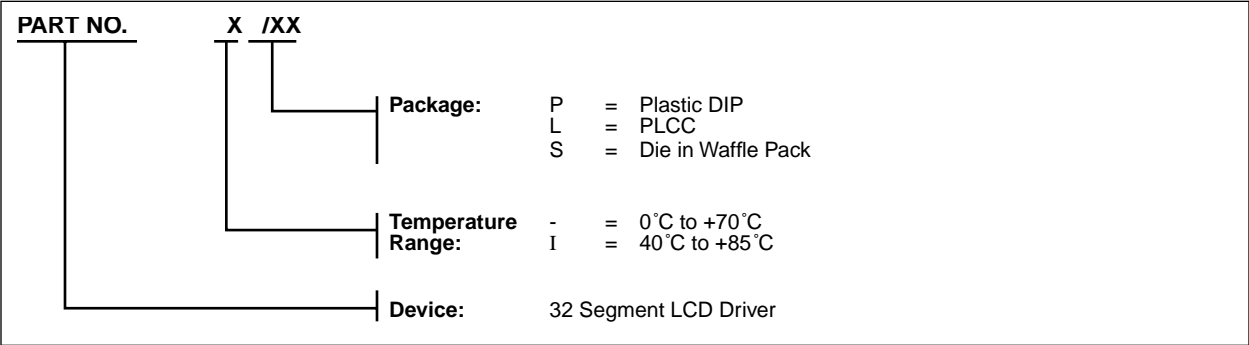 PART NO. X /XX
Package: P = Plastic DIP
L = PLCC
S = Die in Waffle Pack
Temperature - = 0˚C to +70˚C
Range: I = 40˚C to +85˚C
Device: 32 Segment LCD Driver